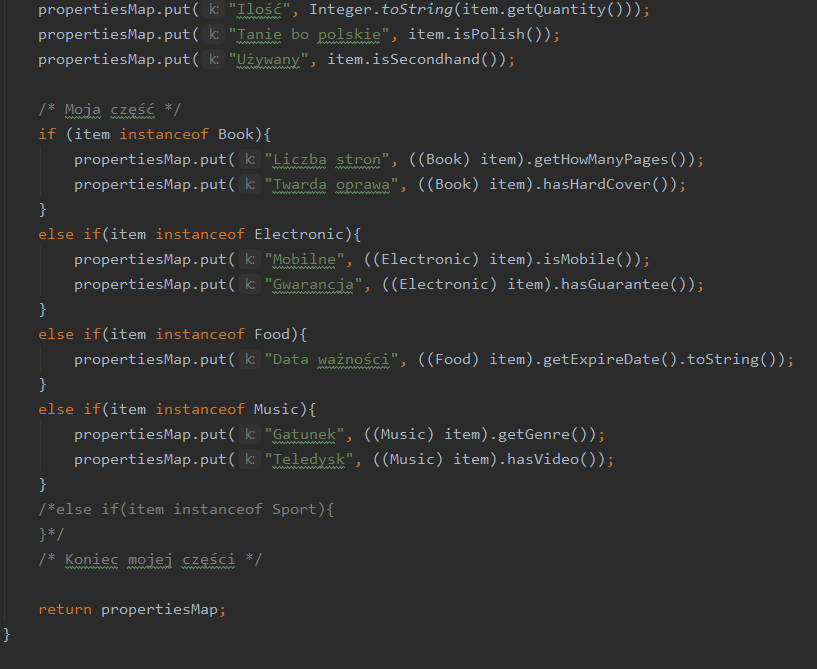 propertiesMap.put( k: "Ilość", Integer.toString(item.getQuantity()));
propertiesMap.put( k: "Tanie bo polskie", item.isPolish());
propertiesMap.put( k: "Używany", item.isSecondhand());
/* Moja część */
if (item instanceof Book){
propertiesMap.put( k: "Liczba stron", ((Book) item).getHowManyPages());
propertiesMap.put( k: "Twarda oprawa", ((Book) item).hasHardCover());
}
else if(item instanceof Electronic){
propertiesMap.put( k: "Mobilne", ((Electronic) item).isMobile());
propertiesMap.put( k: "Gwarancja", ((Electronic) item).hasGuarantee());
}
else if(item instanceof Food){
propertiesMap.put( k: "Data ważności", ((Food) item).getExpireDate().toString());
}
else if(item instanceof Music){
propertiesMap.put( k: "Gatunek", ((Music) item).getGenre());
propertiesMap.put( k: "Teledysk", ((Music) item).hasVideo());
}
/*else if(item instanceof Sport){
}*/
/* Koniec mojej części */
return propertiesMap;
}